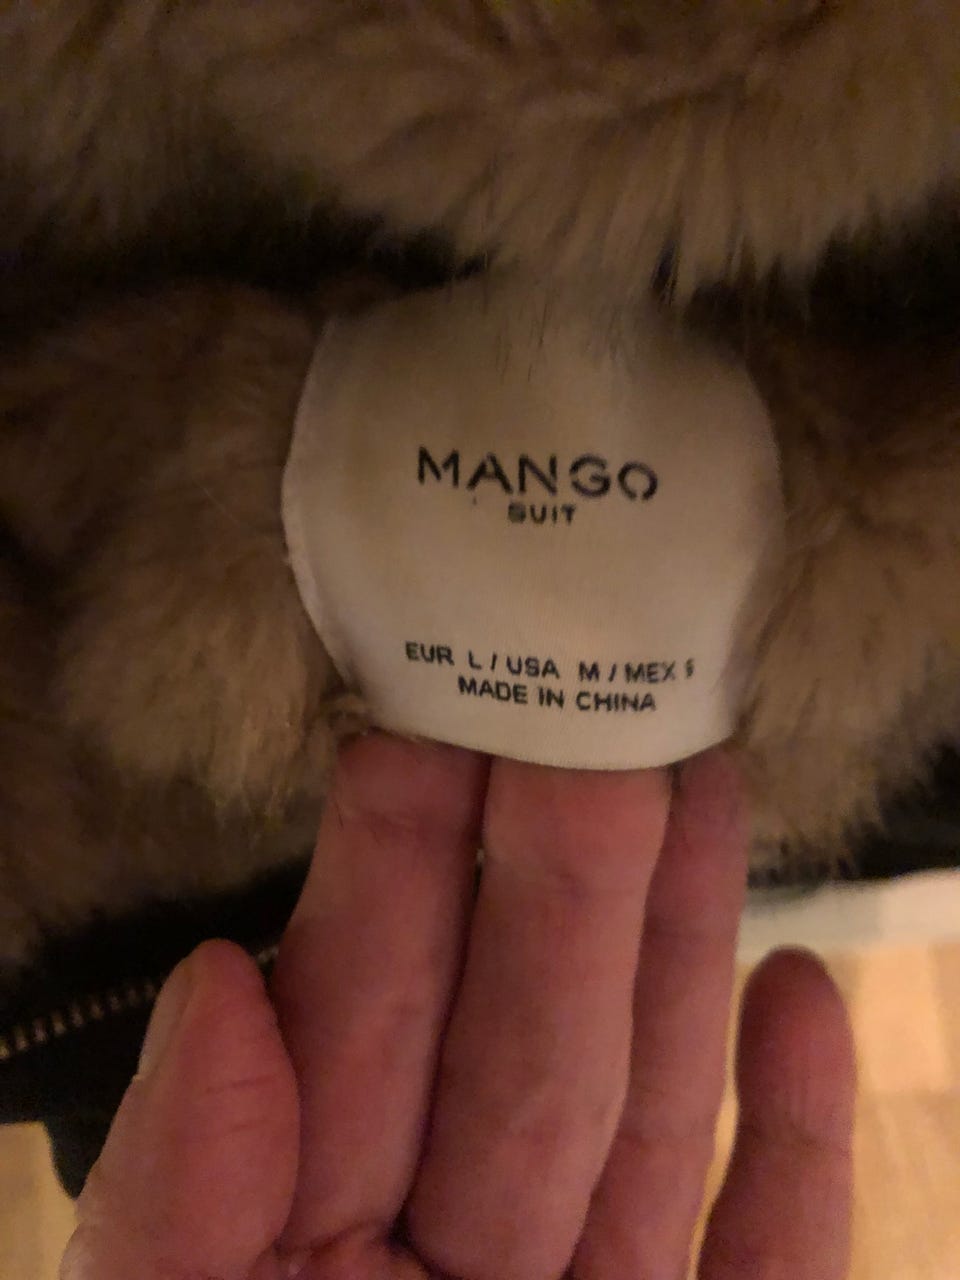 MANGO
SUIT
EUR L / USA M / MEX
MADE IN CHINA